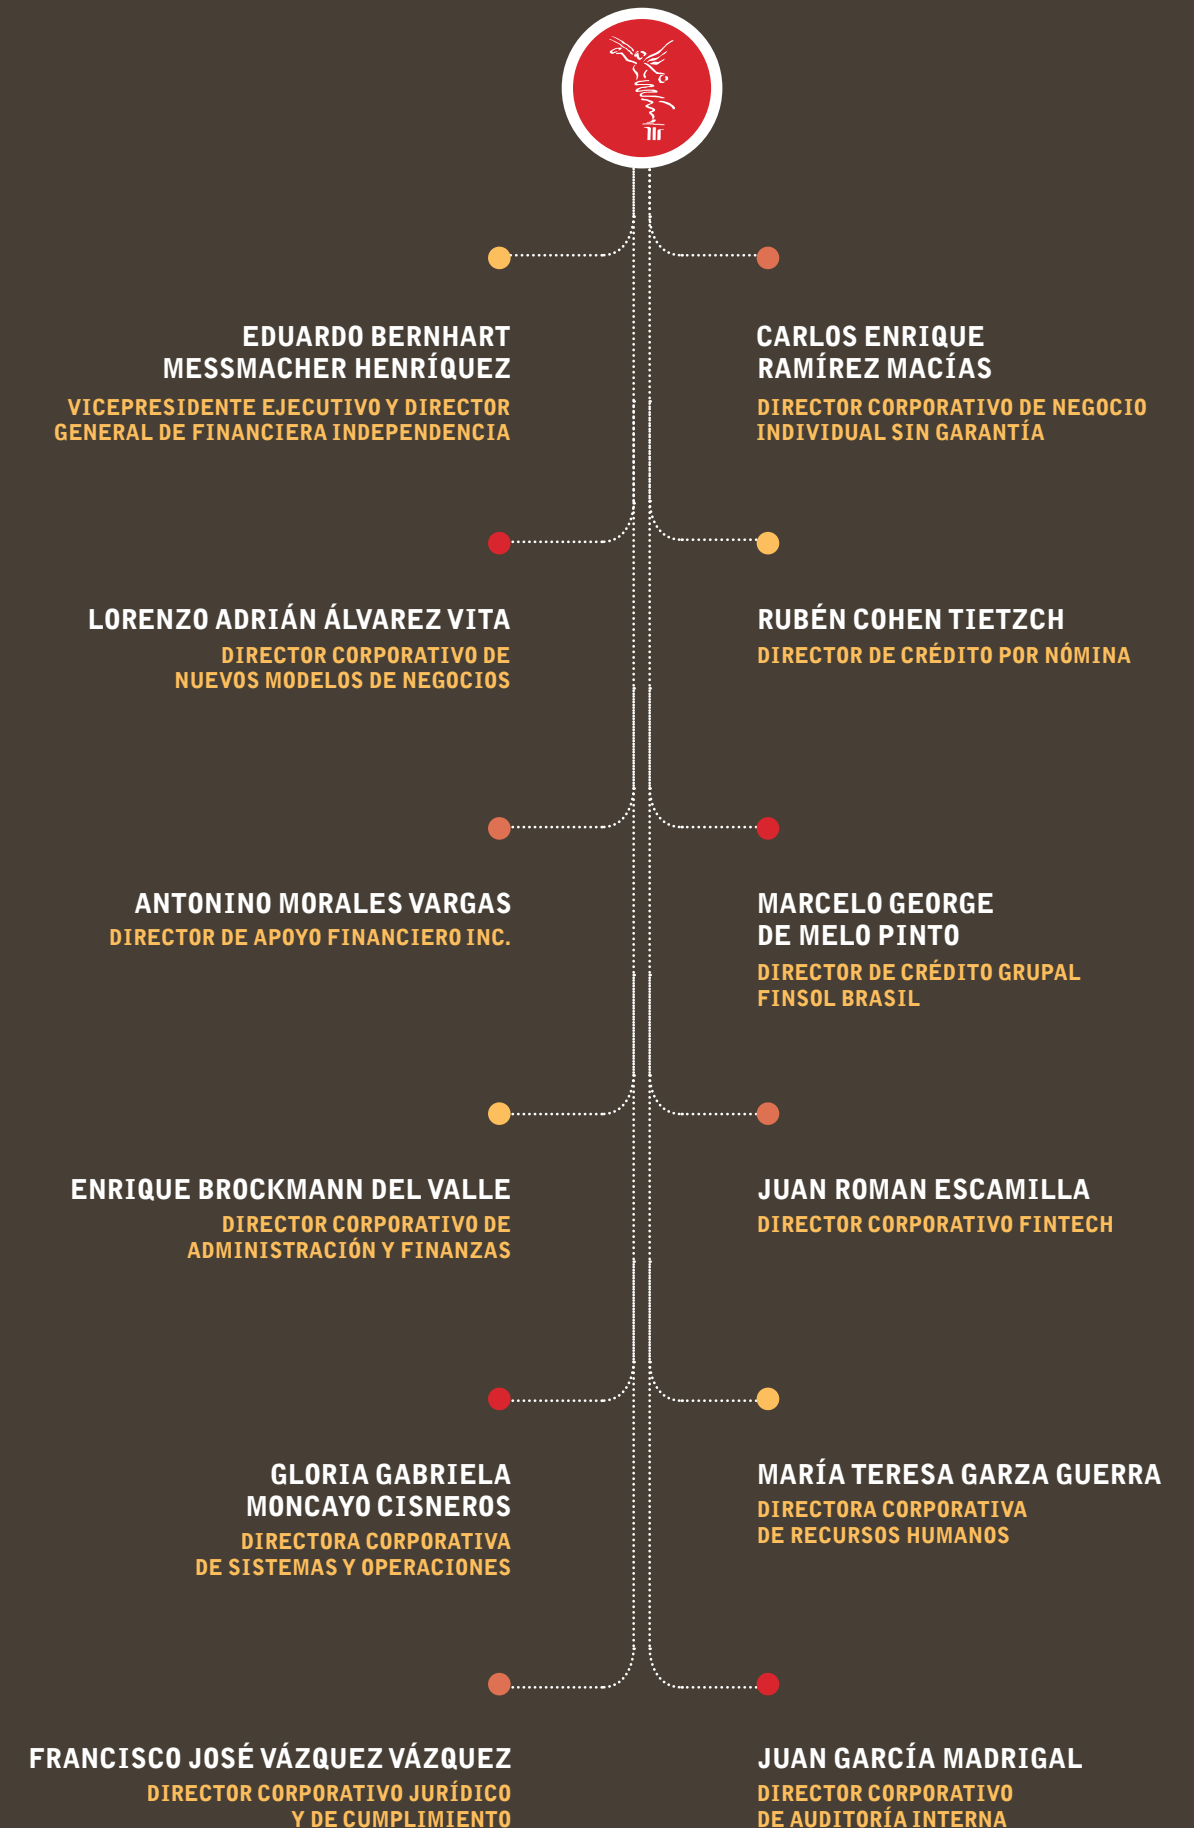 EDUARDO BERNHART
MESSMACHER HENRÍQUEZ
VICEPRESIDENTE EJECUTIVO Y DIRECTOR
GENERAL DE FINANCIERA INDEPENDENCIA
CARLOS ENRIQUE
RAMÍREZ MACÍAS
DIRECTOR CORPORATIVO DE NEGOCIO
INDIVIDUAL SIN GARANTÍA
LORENZO ADRIÁN ÁLVAREZ VITA
DIRECTOR CORPORATIVO DE
NUEVOS MODELOS DE NEGOCIOS
RUBÉN COHEN TIETZCH
DIRECTOR DE CRÉDITO POR NÓMINA
ANTONINO MORALES VARGAS
DIRECTOR DE APOYO FINANCIERO INC.
MARCELO GEORGE
DE MELO PINTO
DIRECTOR DE CRÉDITO GRUPAL
FINSOL BRASIL
ENRIQUE BROCKMANN DEL VALLE
DIRECTOR CORPORATIVO DE
ADMINISTRACIÓN Y FINANZAS
JUAN ROMAN ESCAMILLA
DIRECTOR CORPORATIVO FINTECH
GLORIA GABRIELA
MONCAYO CISNEROS
DIRECTORA CORPORATIVA
DE SISTEMAS Y OPERACIONES
MARÍA TERESA GARZA GUERRA
DIRECTORA CORPORATIVA
DE RECURSOS HUMANOS
FRANCISCO JOSÉ VÁZQUEZ VÁZQUEZ
DIRECTOR CORPORATIVO JURÍDICO
Y DE CUMPLIMIENTO
JUAN GARCÍA MADRIGAL
DIRECTOR CORPORATIVO
DE AUDITORÍA INTERNA